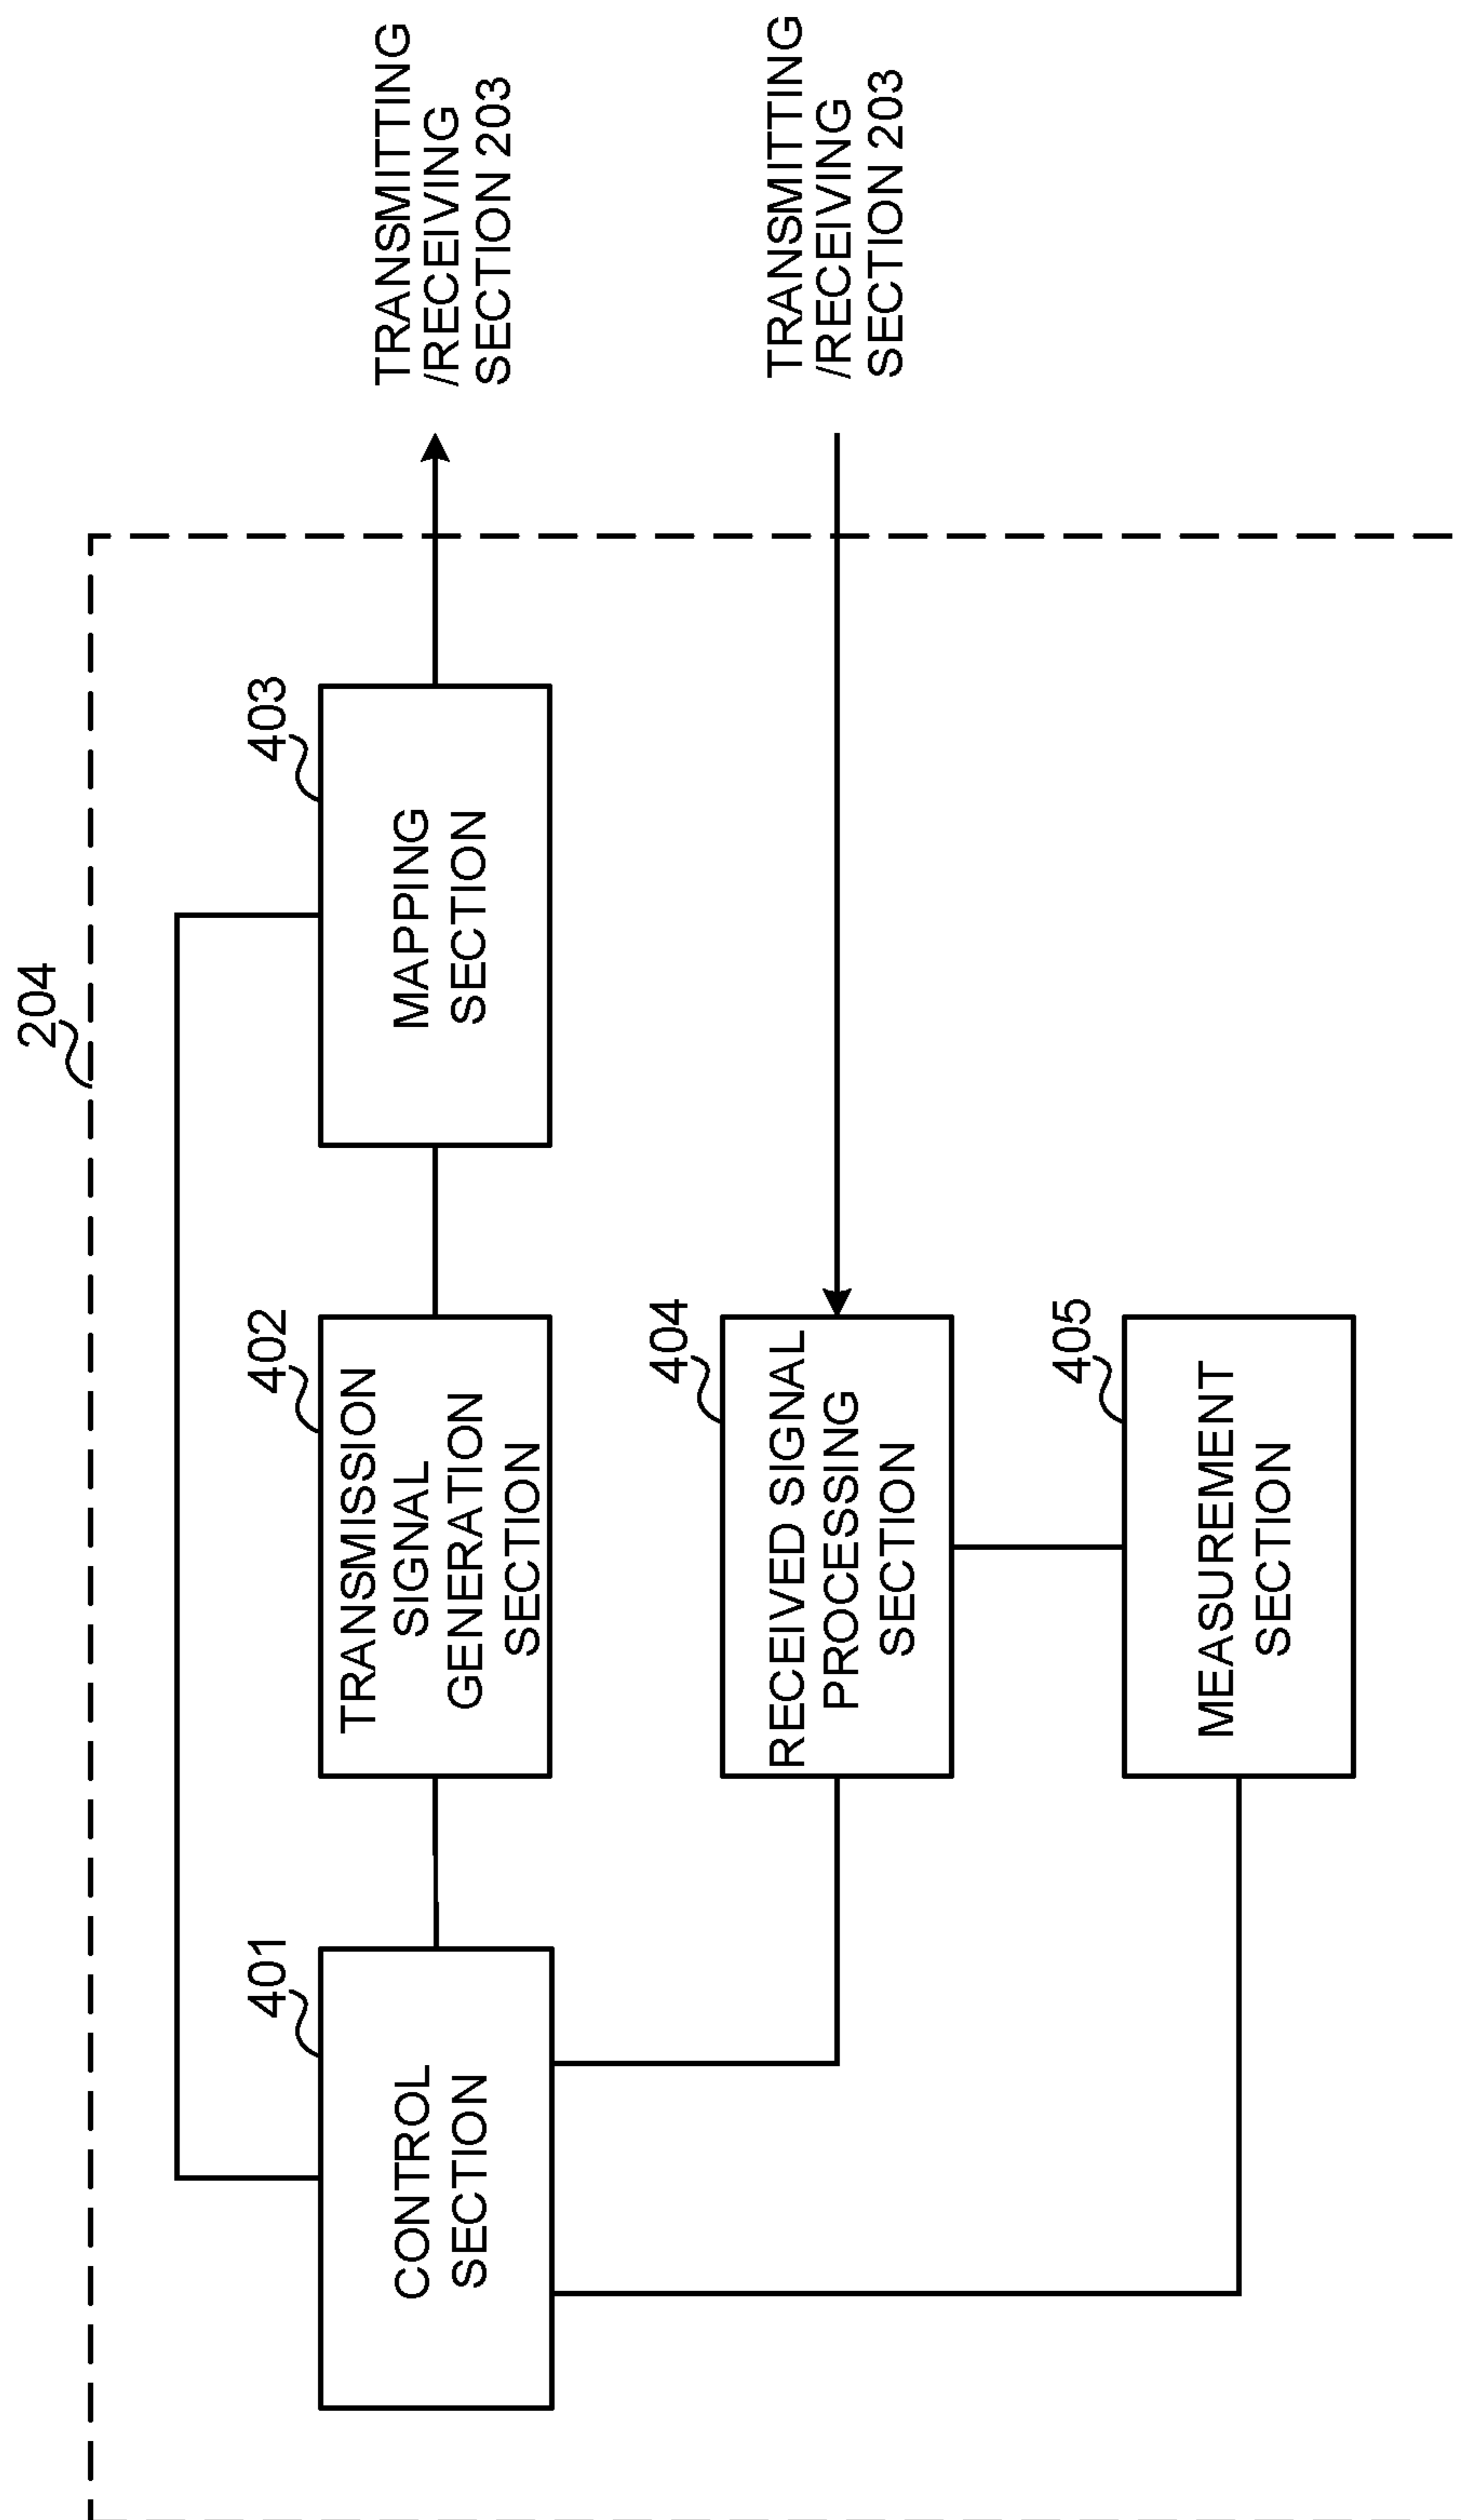 204
401
CONTROL
SECTION
402
TRANSMISSION
SIGNAL
GENERATION
SECTION
403
MAPPING
SECTION
TRANSMITTING
/RECEIVING
SECTION 203
404
RECEIVED SIGNAL
PROCESSING
SECTION
TRANSMITTING
/RECEIVING
SECTION 203
405
MEASUREMENT
SECTION